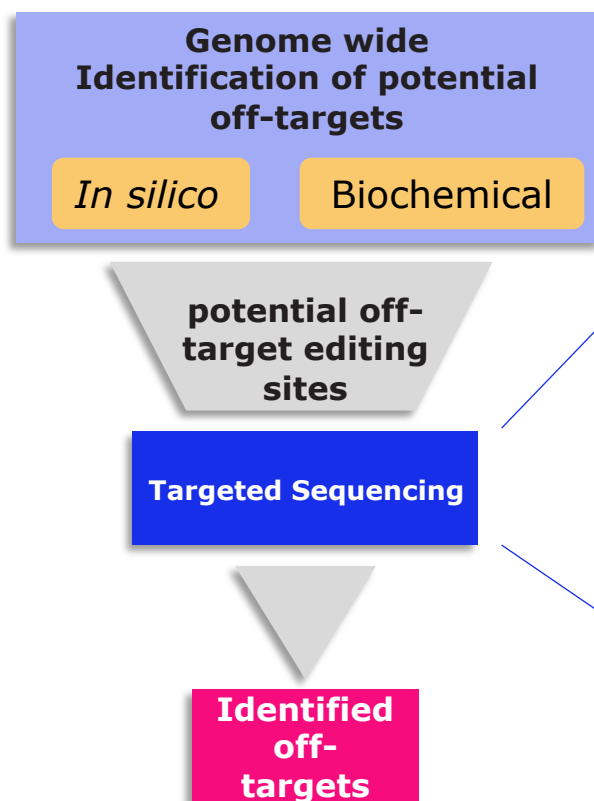 Genome wide
Identification of potential
off-targets
In silico
Biochemical
potential off-
target editing
sites
Targeted Sequencing
Identified
off-
targets